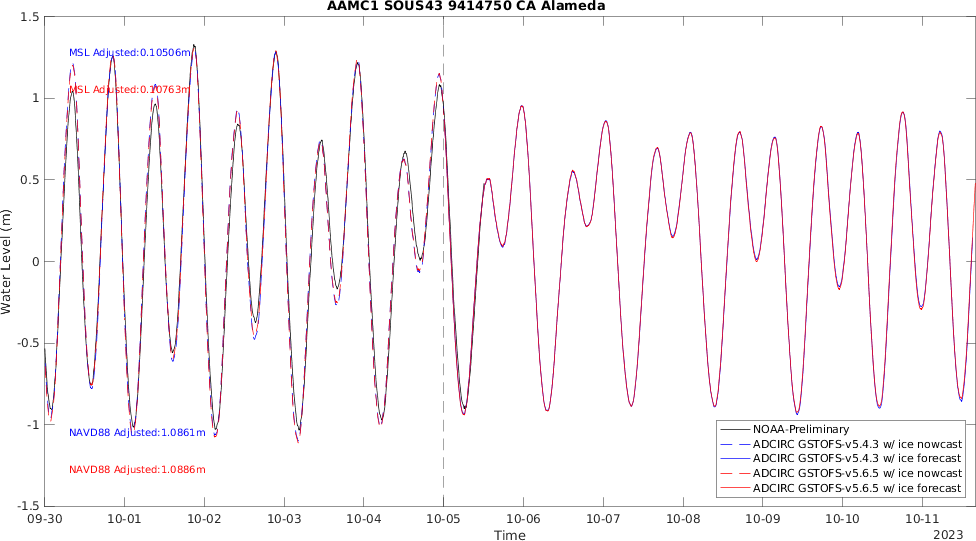 AAMC1 SOUS43 9414750 CA Alameda
1.5
1
0.5
0
-0.5
-1
-1.5
Water Level (m)
MSL Adjusted:0.10506m
MSL Adjusted:0.10763m
NAVD88 Adjusted:1.0861m
NAVD88 Adjusted:1.0886m
NOAA-Preliminary
ADCIRC GSTOFS-v5.4.3 w/ ice nowcast
ADCIRC GSTOFS-v5.4.3 w/ ice forecast
ADCIRC GSTOFS-v5.6.5 w/ ice nowcast
ADCIRC GSTOFS-v5.6.5 w/ ice forecast
09-30 10-01 10-02 10-03 10-04 10-05 10-06 10-07 10-08 10-09 10-10 10-11
Time
2023